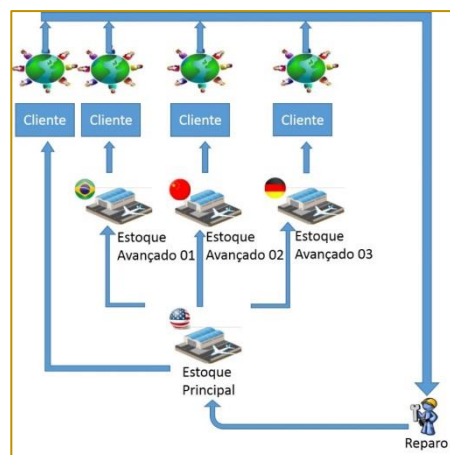 Cliente
Cliente
Cliente
Cliente
Estoque
Avançado 01
Estoque
Avançado 02
Estoque
Avançado 03
Estoque
Principal
Reparo